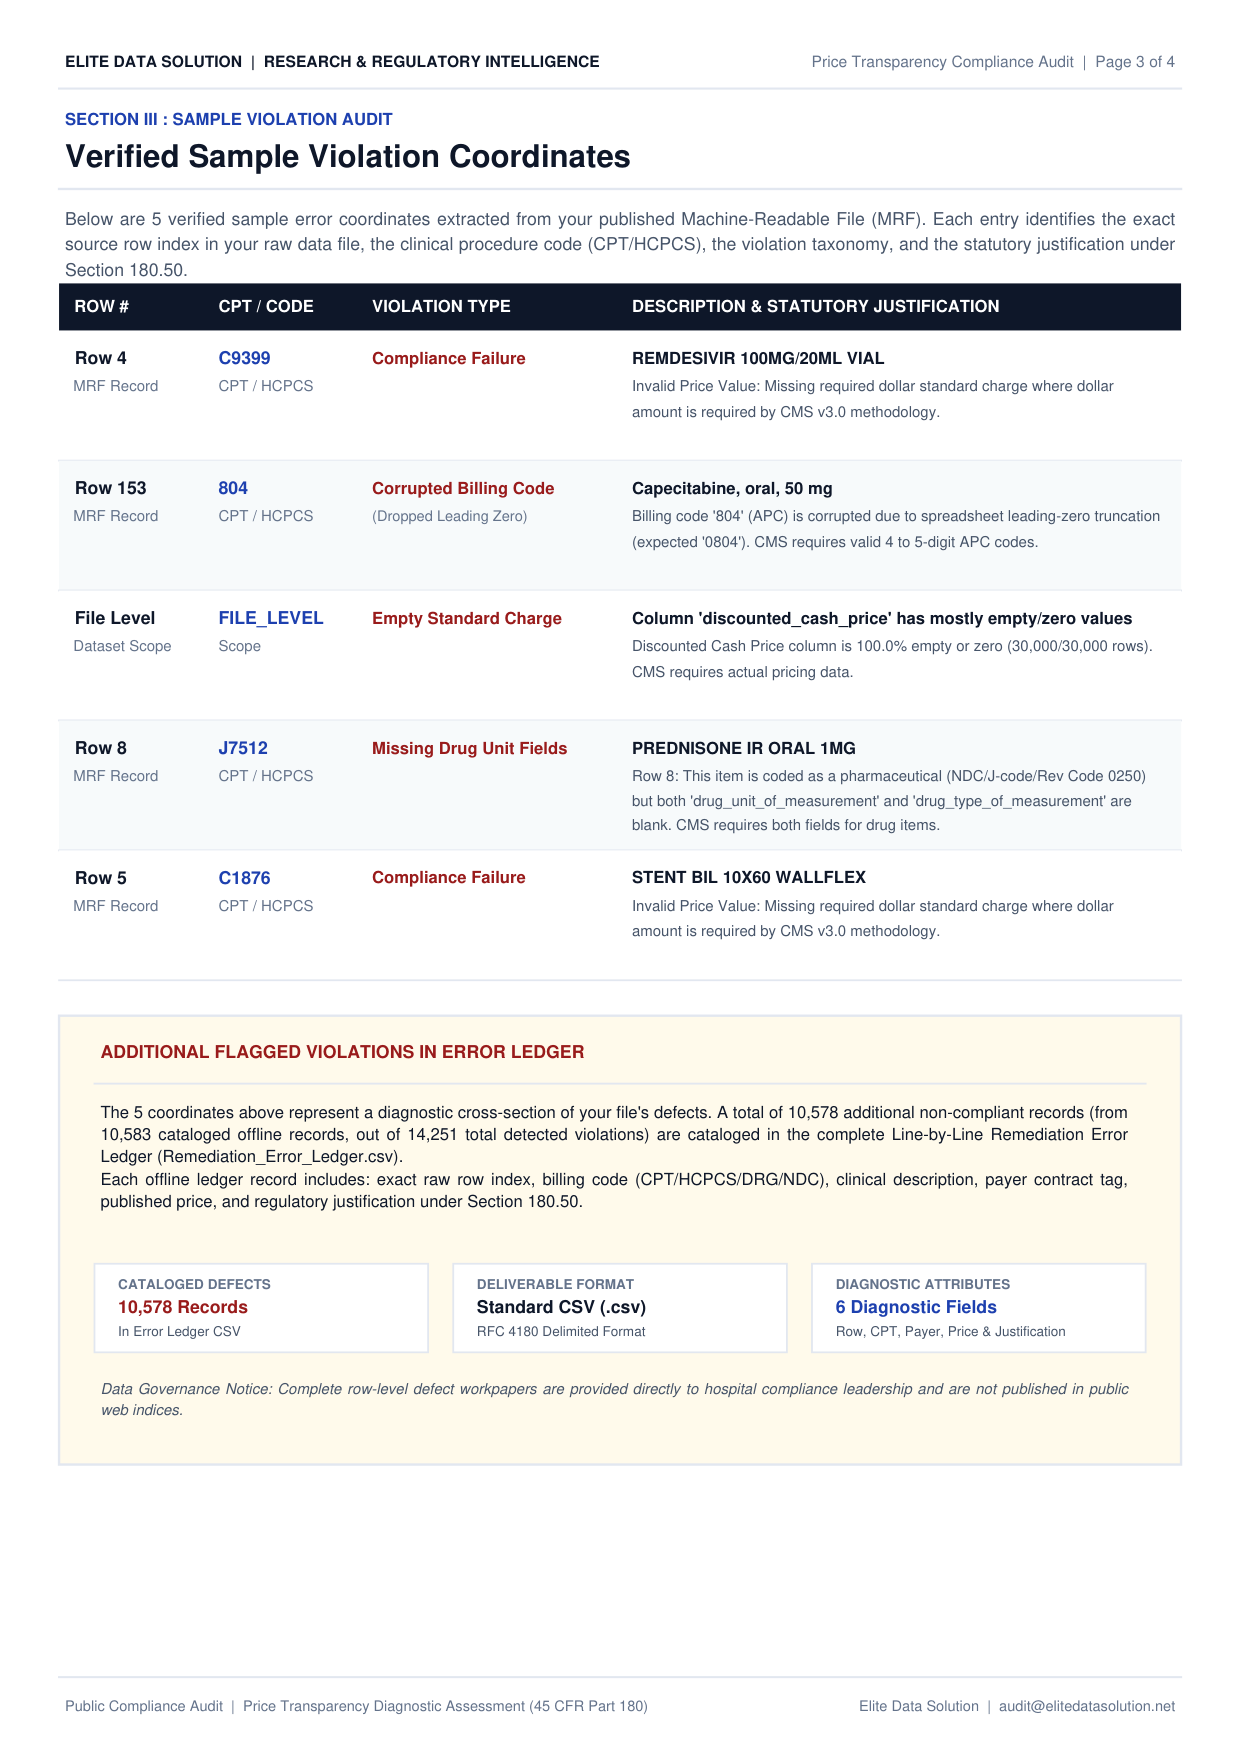 ELITE DATA SOLUTION | RESEARCH & REGULATORY INTELLIGENCE
Price Transparency Compliance Audit | Page 3 of 4
SECTION III : SAMPLE VIOLATION AUDIT
Verified Sample Violation Coordinates
Below are 5 verified sample error coordinates extracted from your published Machine-Readable File (MRF). Each entry identifies the exact
source row index in your raw data file, the clinical procedure code (CPT/HCPCS), the violation taxonomy, and the statutory justification under
Section 180.50.
ROW # CPT / CODE VIOLATION TYPE DESCRIPTION & STATUTORY JUSTIFICATION
Row 4 C9399 Compliance Failure REMDESIVIR 100MG/20ML VIAL
MRF Record CPT / HCPCS Invalid Price Value: Missing required dollar standard charge where dollar
amount is required by CMS v3.0 methodology.
Row 153 804 Corrupted Billing Code Capecitabine, oral, 50 mg
MRF Record CPT / HCPCS (Dropped Leading Zero) Billing code '804' (APC) is corrupted due to spreadsheet leading-zero truncation
(expected '0804'). CMS requires valid 4 to 5-digit APC codes.
File Level FILE_LEVEL Empty Standard Charge Column 'discounted_cash_price' has mostly empty/zero values
Dataset Scope Scope Discounted Cash Price column is 100.0% empty or zero (30,000/30,000 rows).
CMS requires actual pricing data.
Row 8 J7512 Missing Drug Unit Fields PREDNISONE IR ORAL 1MG
MRF Record CPT / HCPCS Row 8: This item is coded as a pharmaceutical (NDC/J-code/Rev Code 0250)
but both 'drug_unit_of_measurement' and 'drug_type_of_measurement' are
blank. CMS requires both fields for drug items.
Row 5 C1876 Compliance Failure STENT BIL 10X60 WALLFLEX
MRF Record CPT / HCPCS Invalid Price Value: Missing required dollar standard charge where dollar
amount is required by CMS v3.0 methodology.
ADDITIONAL FLAGGED VIOLATIONS IN ERROR LEDGER
The 5 coordinates above represent a diagnostic cross-section of your file's defects. A total of 10,578 additional non-compliant records (from
10,583 cataloged offline records, out of 14,251 total detected violations) are cataloged in the complete Line-by-Line Remediation Error
Ledger (Remediation_Error_Ledger.csv).
Each offline ledger record includes: exact raw row index, billing code (CPT/HCPCS/DRG/NDC), clinical description, payer contract tag,
published price, and regulatory justification under Section 180.50.
CATALOGED DEFECTS
10,578 Records
In Error Ledger CSV
DELIVERABLE FORMAT
Standard CSV (.csv)
RFC 4180 Delimited Format
DIAGNOSTIC ATTRIBUTES
6 Diagnostic Fields
Row, CPT, Payer, Price & Justification
Data Governance Notice: Complete row-level defect workpapers are provided directly to hospital compliance leadership and are not published in public
web indices.
Public Compliance Audit | Price Transparency Diagnostic Assessment (45 CFR Part 180)
Elite Data Solution | audit@elitedatasolution.net